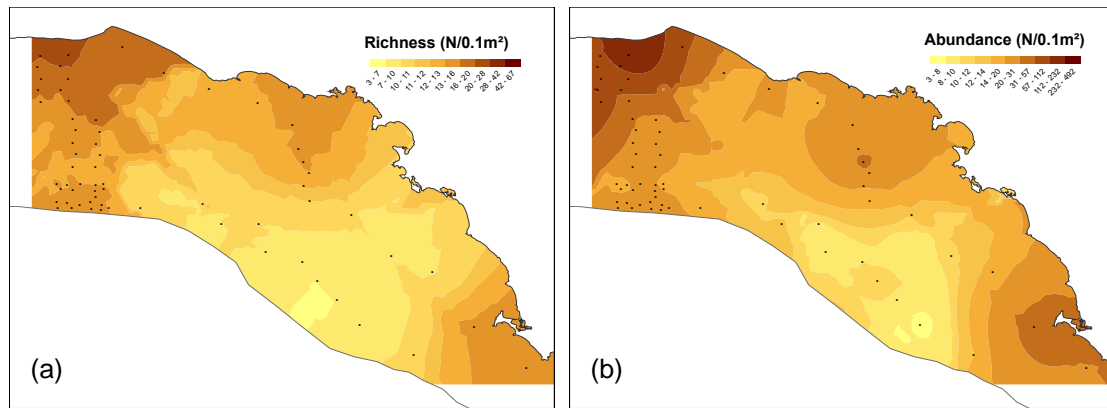 Richness (N/0.1m²)
3 - 7
7 - 10
10 - 11
11 - 12
12 - 13
13 - 16
16 - 20
20 - 28
28 - 42
42 - 67
(a)
Abundance (N/0.1m²)
3 - 8
8 - 10
10 - 12
12 - 14
14 - 20
20 - 31
31 - 57
57 - 112
112 - 232
232 - 492
(b)